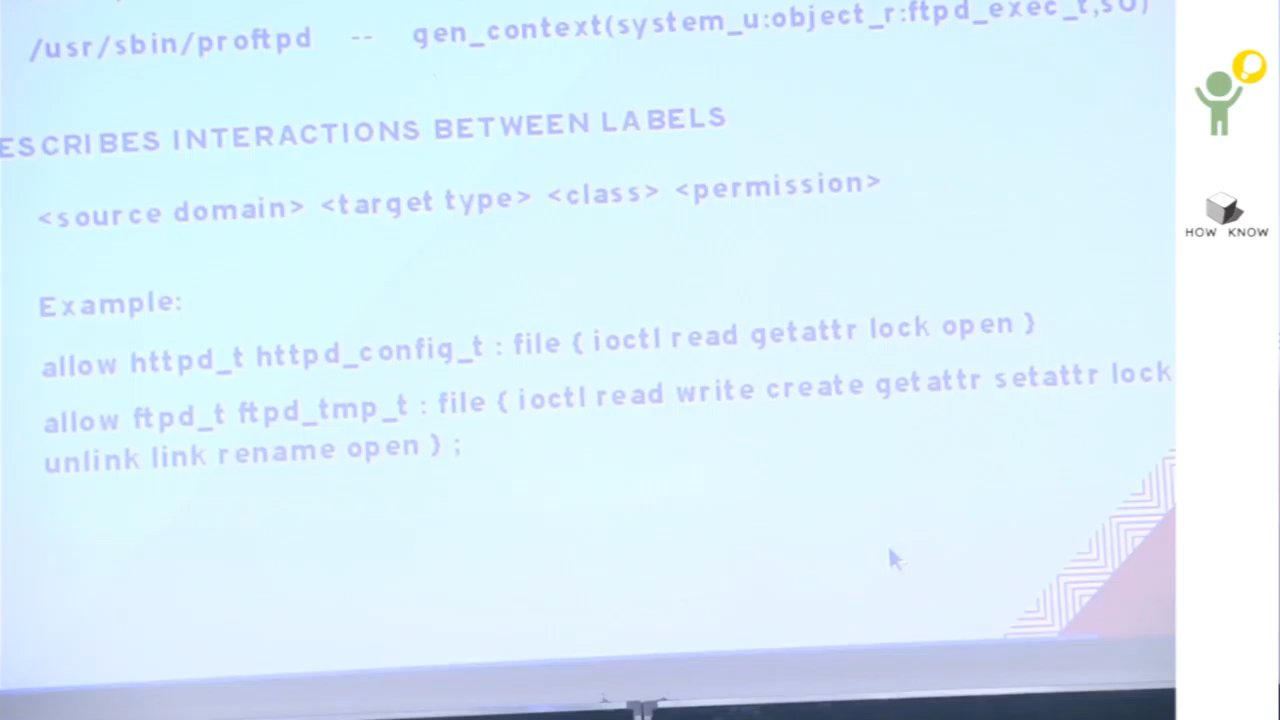 /usr/sbin/proftpd -- gen_context(system_u:object_r:ftpd_exec_t,s0)
ESCRIBES INTERACTIONS BETWEEN LABELS
<source domain> <target type> <class> <permission>
Example:
allow httpd_t httpd_config_t : file { ioctl read getattr lock open }
allow ftpd_t ftpd_tmp_t : file { ioctl read write create getattr setattr lock
unlink link rename open } ;
HOW KNOW